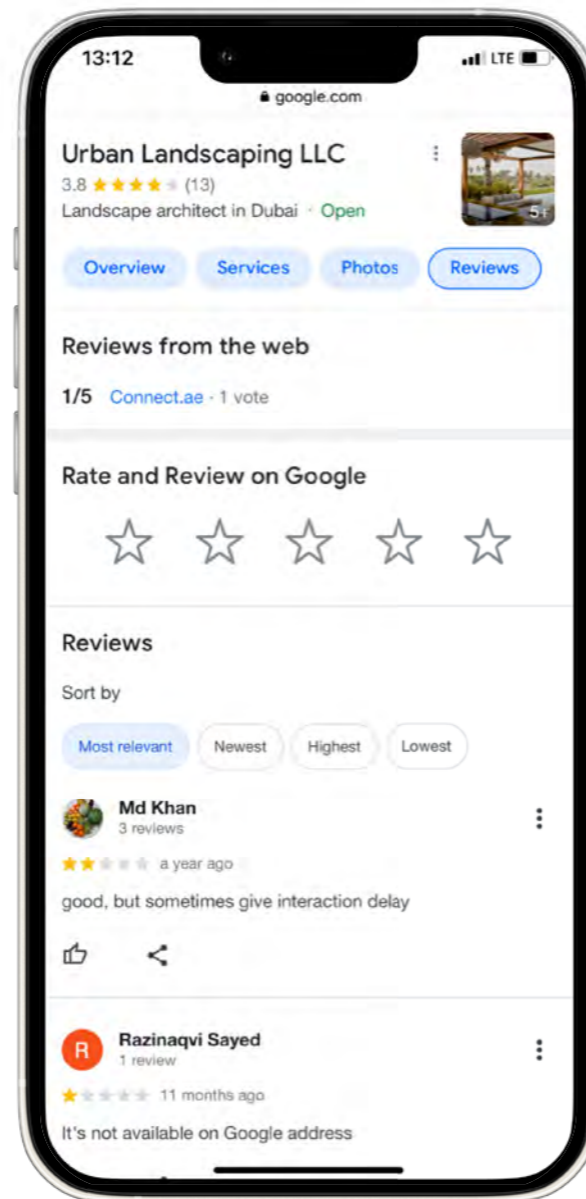 13:12
LTE
google.com
Urban Landscaping LLC
3.8 (13)
Landscape architect in Dubai · Open
5+
Overview Services Photos Reviews
Reviews from the web
1/5 Connect.ae · 1 vote
Rate and Review on Google
Reviews
Sort by
Most relevant Newest Highest Lowest
Md Khan
3 reviews
a year ago
good, but sometimes give interaction delay
R
Razinaqvi Sayed
1 review
11 months ago
It's not available on Google address